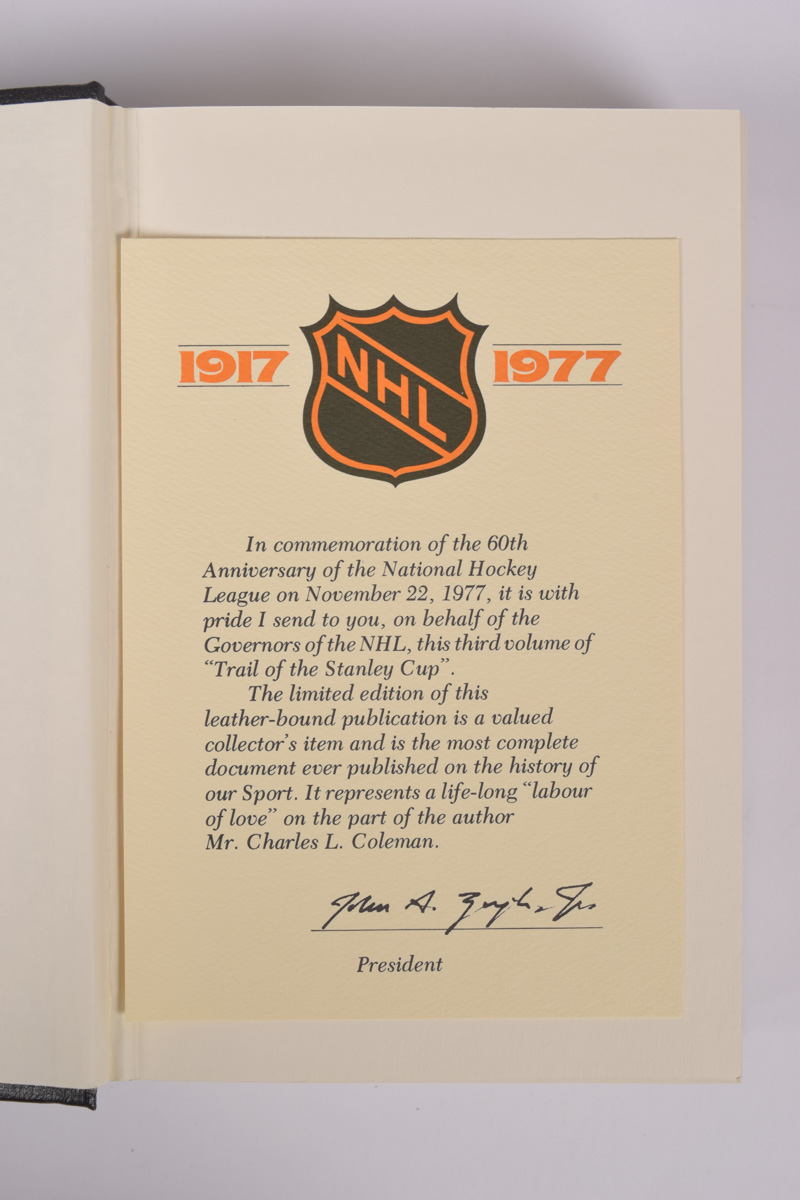 1917 NHL 1977
In commemoration of the 60th
Anniversary of the National Hockey
League on November 22, 1977, it is with
pride I send to you, on behalf of the
Governors of the NHL, this third volume of
“Trail of the Stanley Cup”.
The limited edition of this
leather-bound publication is a valued
collector's item and is the most complete
document ever published on the history of
our Sport. It represents a life-long “labour
of love” on the part of the author
Mr. Charles L. Coleman.
John A. Ziegler, Jr.
President